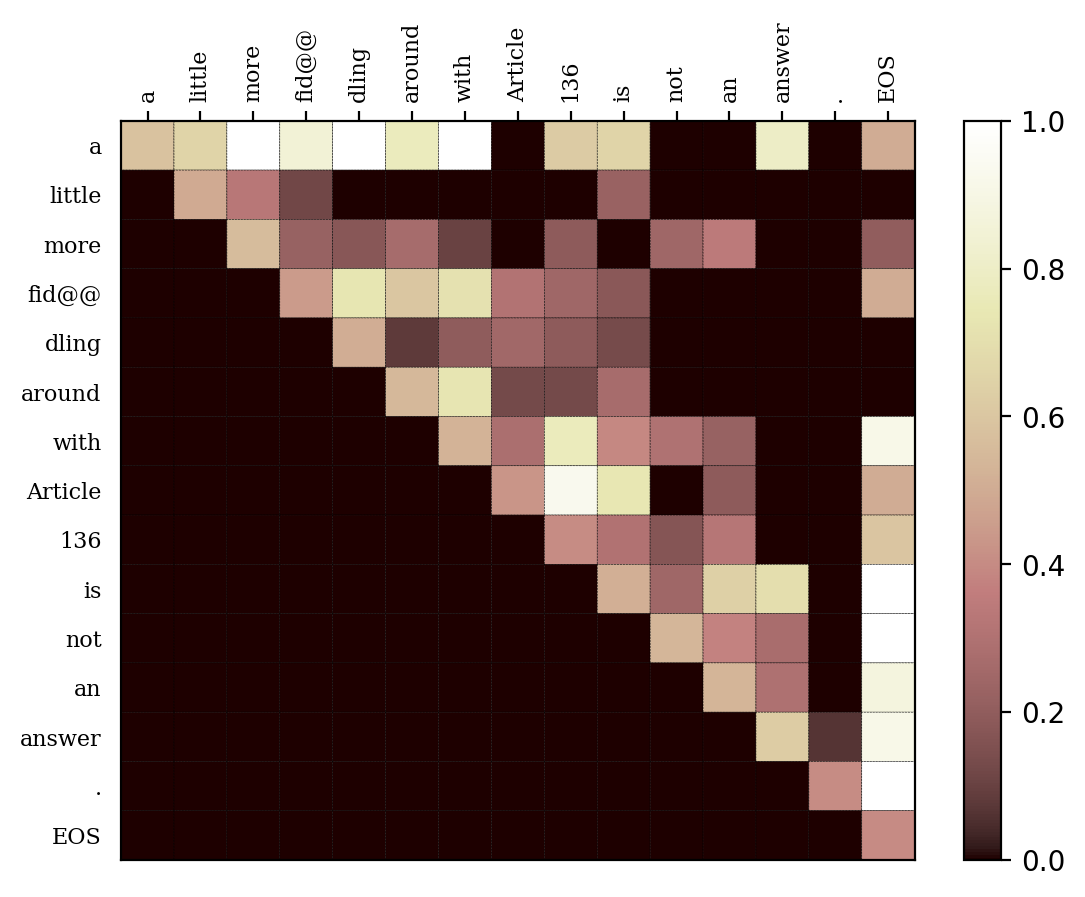 a little more fid@@ dling around with Article 136 is not an answer . EOS
a
little
more
fid@@
dling
around
with
Article
136
is
not
an
answer
.
EOS
1.0
0.8
0.6
0.4
0.2
0.0